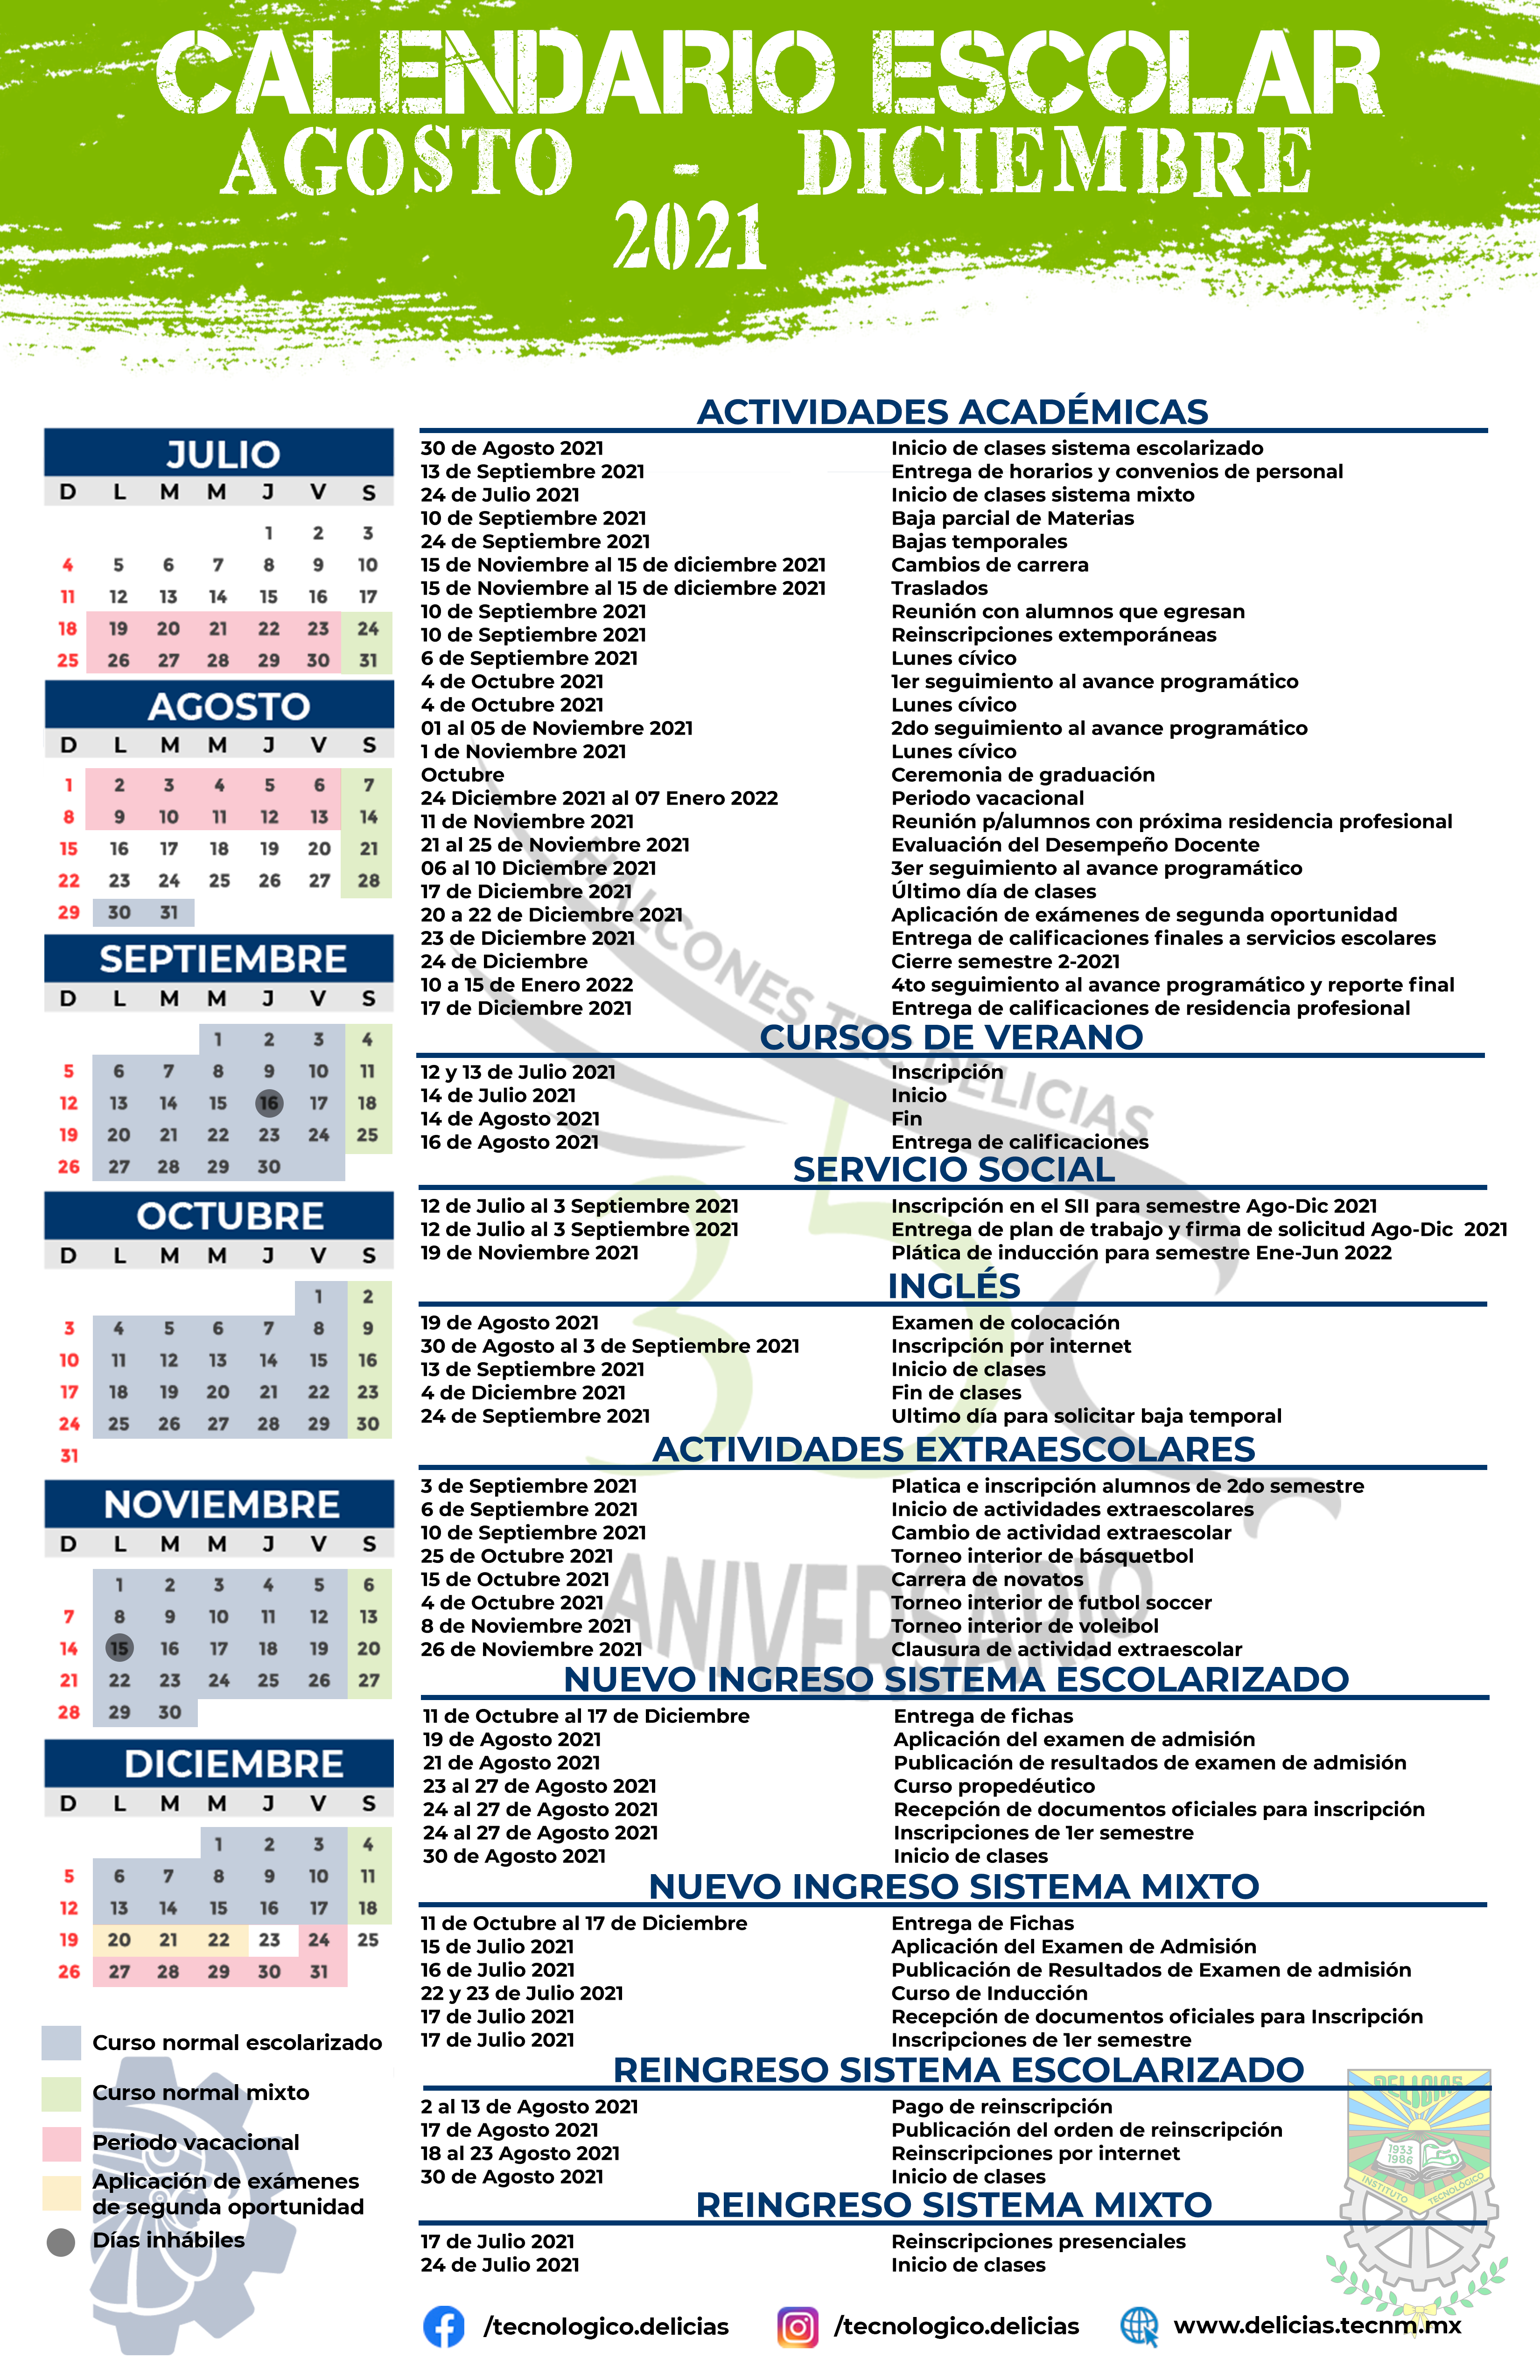 CALENDARIO ESCOLAR
AGOSTO - DICIEMBRE
2021
JULIO
D L M M J V S
1 2 3
4 5 6 7 8 9 10
11 12 13 14 15 16 17
18 19 20 21 22 23 24
25 26 27 28 29 30 31
AGOSTO
D L M M J V S
1 2 3 4 5 6 7
8 9 10 11 12 13 14
15 16 17 18 19 20 21
22 23 24 25 26 27 28
29 30 31
SEPTIEMBRE
D L M M J V S
1 2 3 4
5 6 7 8 9 10 11
12 13 14 15 16 17 18
19 20 21 22 23 24 25
26 27 28 29 30
OCTUBRE
D L M M J V S
1 2
3 4 5 6 7 8 9
10 11 12 13 14 15 16
17 18 19 20 21 22 23
24 25 26 27 28 29 30
31
NOVIEMBRE
D L M M J V S
1 2 3 4 5 6
7 8 9 10 11 12 13
14 15 16 17 18 19 20
21 22 23 24 25 26 27
28 29 30
DICIEMBRE
D L M M J V S
1 2 3 4
5 6 7 8 9 10 11
12 13 14 15 16 17 18
19 20 21 22 23 24 25
26 27 28 29 30 31
Curso normal escolarizado
Curso normal mixto
Periodo vacacional
Aplicación de exámenes
de segunda oportunidad
Días inhábiles
ACTIVIDADES ACADÉMICAS
30 de Agosto 2021 Inicio de clases sistema escolarizado
13 de Septiembre 2021 Entrega de horarios y convenios de personal
24 de Julio 2021 Inicio de clases sistema mixto
10 de Septiembre 2021 Baja parcial de Materias
24 de Septiembre 2021 Bajas temporales
15 de Noviembre al 15 de diciembre 2021 Cambios de carrera
15 de Noviembre al 15 de diciembre 2021 Traslados
10 de Septiembre 2021 Reunión con alumnos que egresan
10 de Septiembre 2021 Reinscripciones extemporáneas
6 de Septiembre 2021 Lunes cívico
4 de Octubre 2021 1er seguimiento al avance programático
4 de Octubre 2021 Lunes cívico
01 al 05 de Noviembre 2021 2do seguimiento al avance programático
1 de Noviembre 2021 Lunes cívico
Octubre Ceremonia de graduación
24 Diciembre 2021 al 07 Enero 2022 Periodo vacacional
11 de Noviembre 2021 Reunión p/alumnos con próxima residencia profesional
21 al 25 de Noviembre 2021 Evaluación del Desempeño Docente
06 al 10 Diciembre 2021 3er seguimiento al avance programático
17 de Diciembre 2021 Último día de clases
20 a 22 de Diciembre 2021 Aplicación de exámenes de segunda oportunidad
23 de Diciembre 2021 Entrega de calificaciones finales a servicios escolares
24 de Diciembre Cierre semestre 2-2021
10 a 15 de Enero 2022 4to seguimiento al avance programático y reporte final
17 de Diciembre 2021 Entrega de calificaciones de residencia profesional
CURSOS DE VERANO
12 y 13 de Julio 2021 Inscripción
14 de Julio 2021 Inicio
14 de Agosto 2021 Fin
16 de Agosto 2021 Entrega de calificaciones
SERVICIO SOCIAL
12 de Julio al 3 Septiembre 2021 Inscripción en el SII para semestre Ago-Dic 2021
12 de Julio al 3 Septiembre 2021 Entrega de plan de trabajo y firma de solicitud Ago-Dic 2021
19 de Noviembre 2021 Plática de inducción para semestre Ene-Jun 2022
INGLÉS
19 de Agosto 2021 Examen de colocación
30 de Agosto al 3 de Septiembre 2021 Inscripción por internet
13 de Septiembre 2021 Inicio de clases
4 de Diciembre 2021 Fin de clases
24 de Septiembre 2021 Ultimo día para solicitar baja temporal
ACTIVIDADES EXTRAESCOLARES
3 de Septiembre 2021 Platica e inscripción alumnos de 2do semestre
6 de Septiembre 2021 Inicio de actividades extraescolares
10 de Septiembre 2021 Cambio de actividad extraescolar
25 de Octubre 2021 Torneo interior de básquetbol
15 de Octubre 2021 Carrera de novatos
4 de Octubre 2021 Torneo interior de futbol soccer
8 de Noviembre 2021 Torneo interior de voleibol
26 de Noviembre 2021 Clausura de actividad extraescolar
NUEVO INGRESO SISTEMA ESCOLARIZADO
11 de Octubre al 17 de Diciembre Entrega de fichas
19 de Agosto 2021 Aplicación del examen de admisión
21 de Agosto 2021 Publicación de resultados de examen de admisión
23 al 27 de Agosto 2021 Curso propedéutico
24 al 27 de Agosto 2021 Recepción de documentos oficiales para inscripción
24 al 27 de Agosto 2021 Inscripciones de 1er semestre
30 de Agosto 2021 Inicio de clases
NUEVO INGRESO SISTEMA MIXTO
11 de Octubre al 17 de Diciembre Entrega de Fichas
15 de Julio 2021 Aplicación del Examen de Admisión
16 de Julio 2021 Publicación de Resultados de Examen de admisión
22 y 23 de Julio 2021 Curso de Inducción
17 de Julio 2021 Recepción de documentos oficiales para Inscripción
17 de Julio 2021 Inscripciones de 1er semestre
REINGRESO SISTEMA ESCOLARIZADO
2 al 13 de Agosto 2021 Pago de reinscripción
17 de Agosto 2021 Publicación del orden de reinscripción
18 al 23 Agosto 2021 Reinscripciones por internet
30 de Agosto 2021 Inicio de clases
REINGRESO SISTEMA MIXTO
17 de Julio 2021 Reinscripciones presenciales
24 de Julio 2021 Inicio de clases
HALCONES TEC DELICIAS
35
ANIVERSARIO
DELICIAS
1933
1986
INSTITUTO TECNOLOGICO
/tecnologico.delicias /tecnologico.delicias www.delicias.tecnm.mx